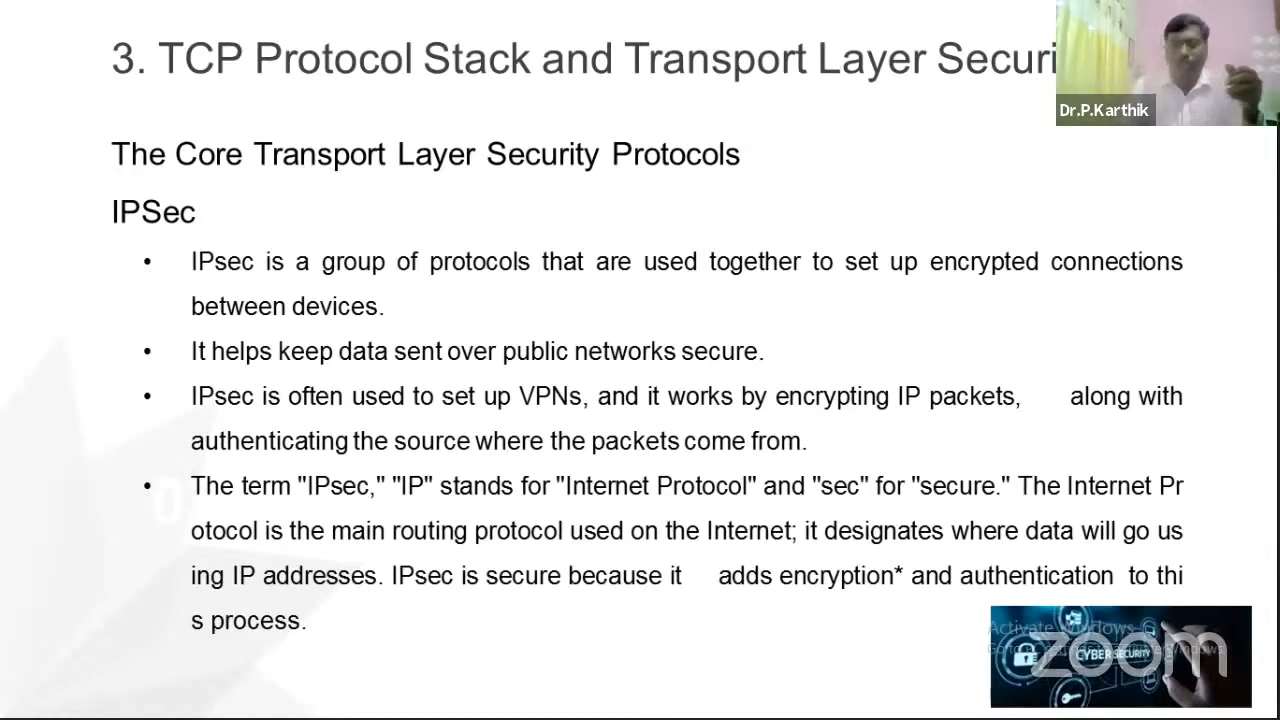 3. TCP Protocol Stack and Transport Layer Securi
Dr.P.Karthik
The Core Transport Layer Security Protocols
IPSec
• IPsec is a group of protocols that are used together to set up encrypted connections
between devices.
• It helps keep data sent over public networks secure.
• IPsec is often used to set up VPNs, and it works by encrypting IP packets, along with
authenticating the source where the packets come from.
• The term "IPsec," "IP" stands for "Internet Protocol" and "sec" for "secure." The Internet Pr
otocol is the main routing protocol used on the Internet; it designates where data will go us
ing IP addresses. IPsec is secure because it adds encryption* and authentication to thi
s process.
Activate Windows
zoom
CYBER SECURITY